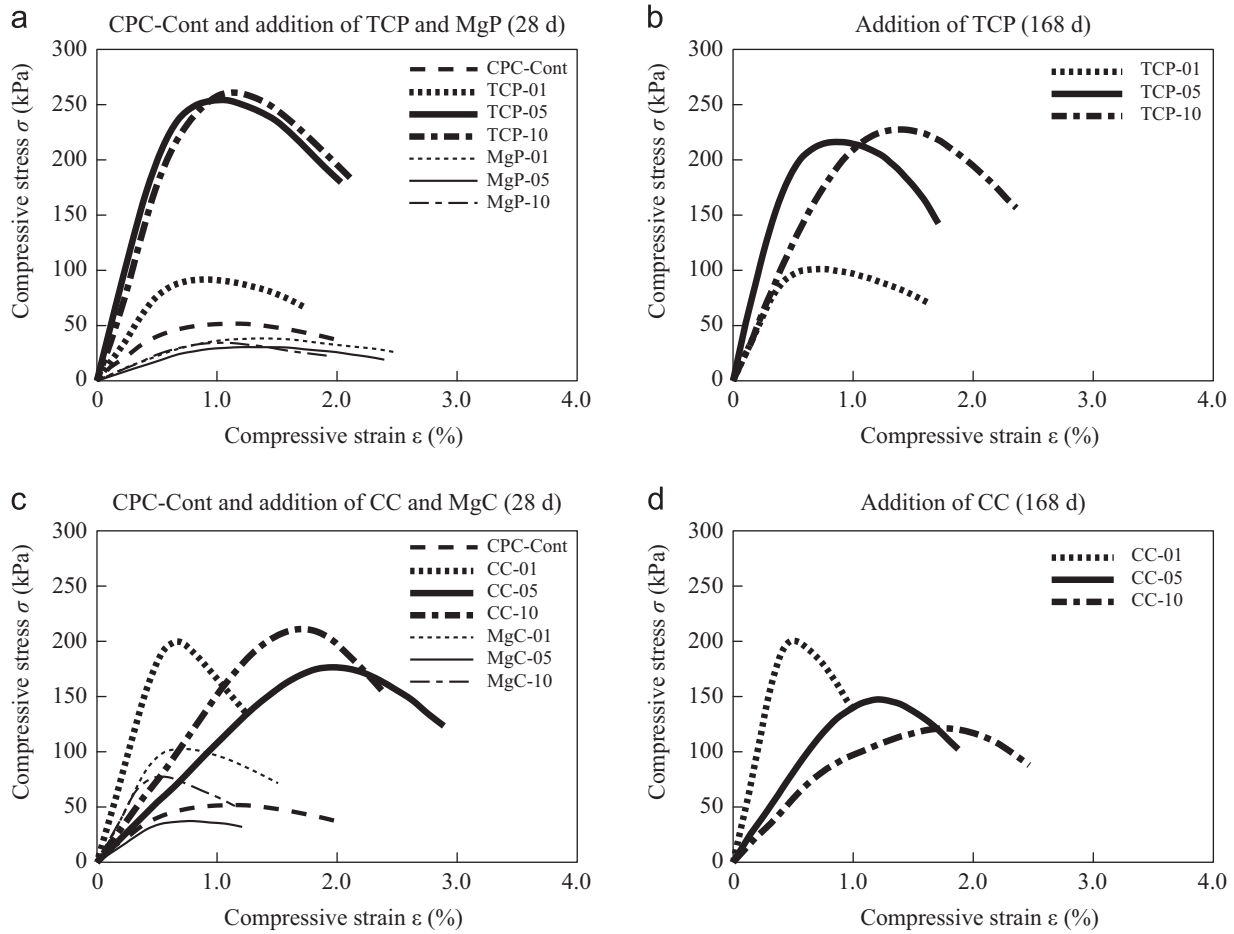 a
CPC-Cont and addition of TCP and MgP (28 d)
300
250
200
150
100
50
0
Compressive stress σ (kPa)
CPC-Cont
TCP-01
TCP-05
TCP-10
MgP-01
MgP-05
MgP-10
0 1.0 2.0 3.0 4.0
Compressive strain ε (%)
b
Addition of TCP (168 d)
300
250
200
150
100
50
0
Compressive stress σ (kPa)
TCP-01
TCP-05
TCP-10
0 1.0 2.0 3.0 4.0
Compressive strain ε (%)
c
CPC-Cont and addition of CC and MgC (28 d)
300
250
200
150
100
50
0
Compressive stress σ (kPa)
CPC-Cont
CC-01
CC-05
CC-10
MgC-01
MgC-05
MgC-10
0 1.0 2.0 3.0 4.0
Compressive strain ε (%)
d
Addition of CC (168 d)
300
250
200
150
100
50
0
Compressive stress σ (kPa)
CC-01
CC-05
CC-10
0 1.0 2.0 3.0 4.0
Compressive strain ε (%)